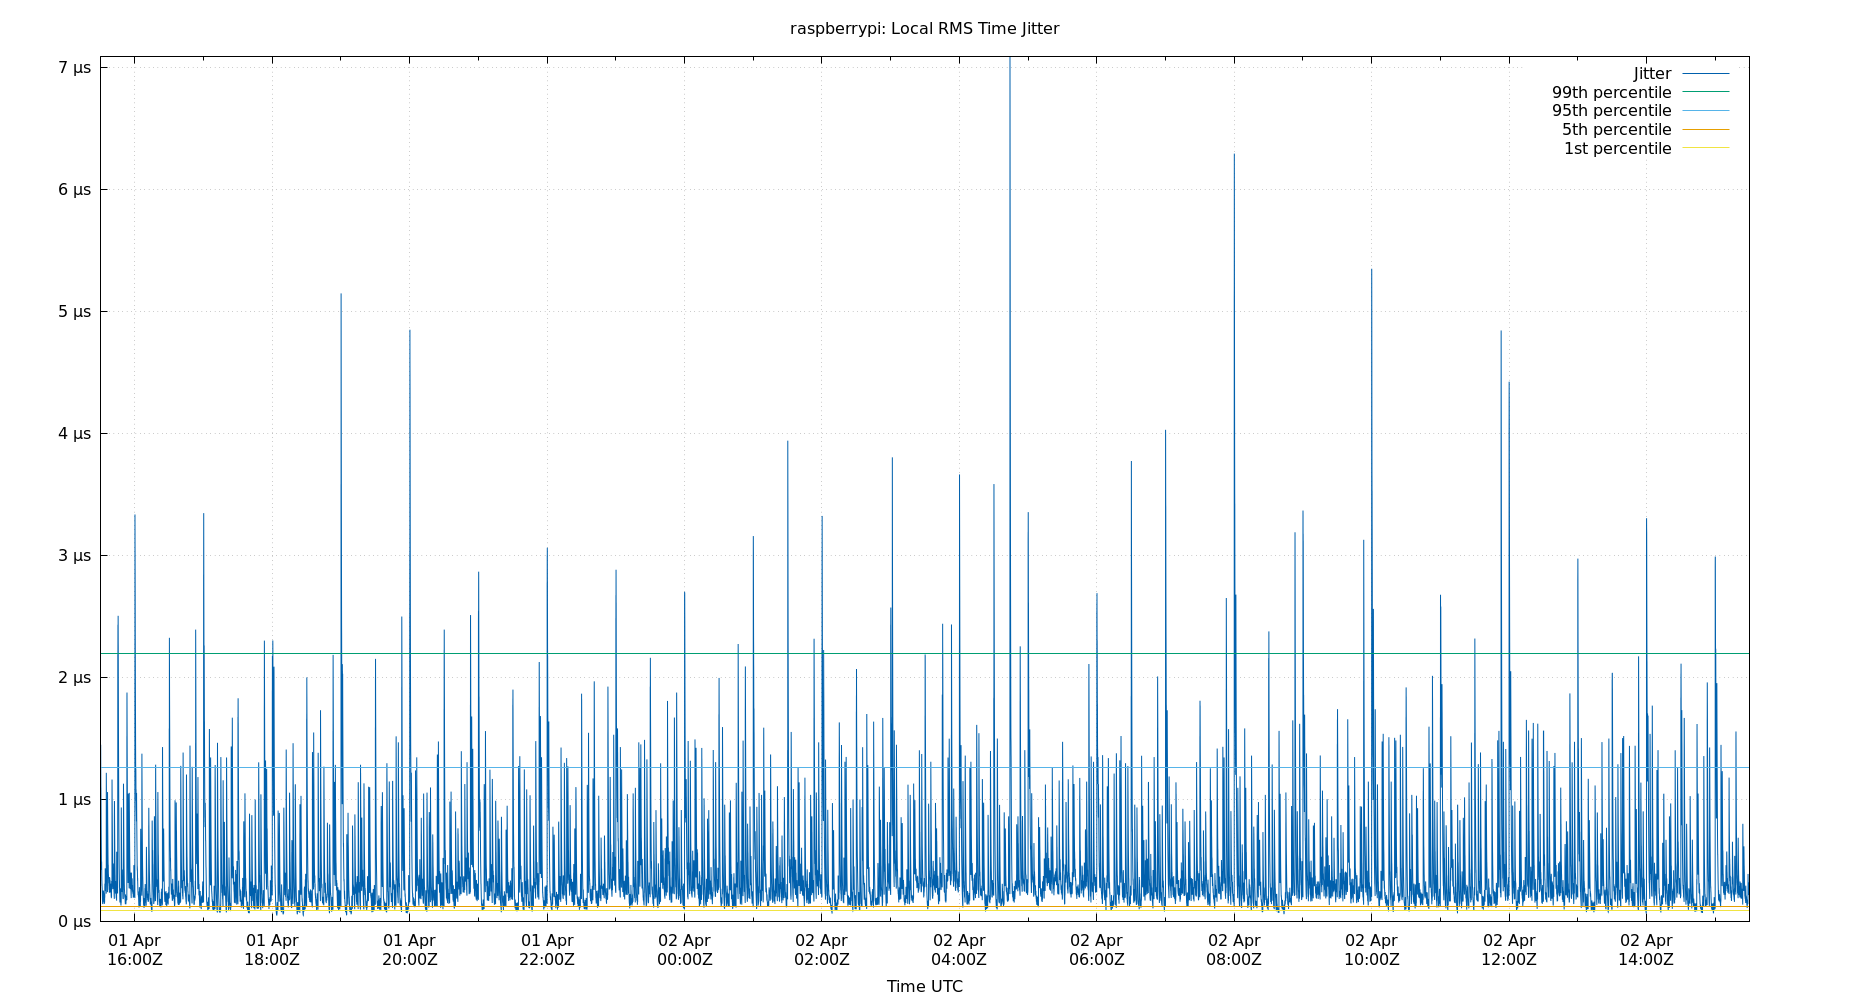 raspberrypi: Local RMS Time Jitter
7 μs
6 μs
5 μs
4 μs
3 μs
2 μs
1 μs
0 μs
Jitter
99th percentile
95th percentile
5th percentile
1st percentile
01 Apr 01 Apr 01 Apr 01 Apr 02 Apr 02 Apr 02 Apr 02 Apr 02 Apr 02 Apr 02 Apr 02 Apr
16:00Z 18:00Z 20:00Z 22:00Z 00:00Z 02:00Z 04:00Z 06:00Z 08:00Z 10:00Z 12:00Z 14:00Z
Time UTC